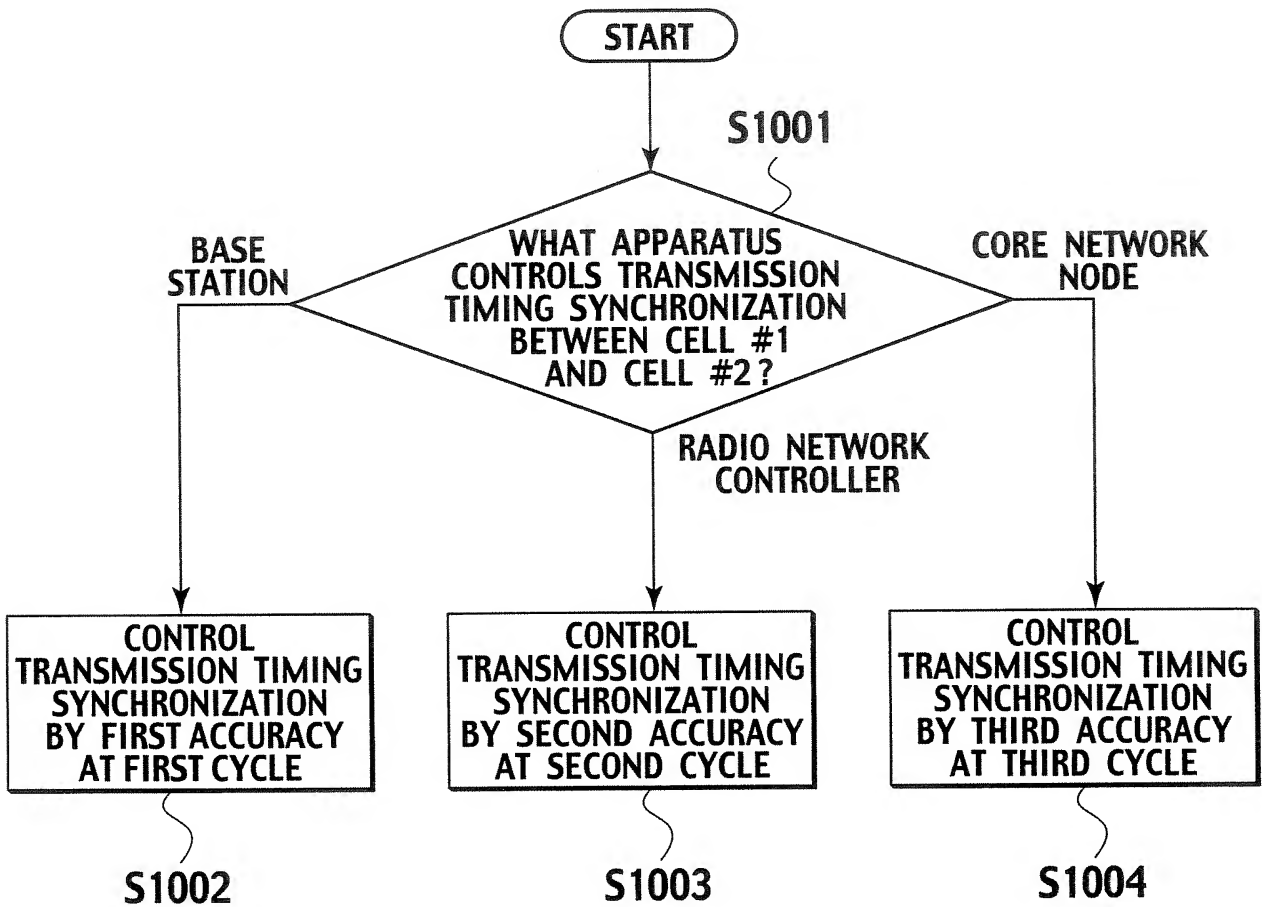 START
S1001
BASE
STATION
WHAT APPARATUS
CONTROLS TRANSMISSION
TIMING SYNCHRONIZATION
BETWEEN CELL #1
AND CELL #2?
CORE NETWORK
NODE
RADIO NETWORK
CONTROLLER
CONTROL
TRANSMISSION TIMING
SYNCHRONIZATION
BY FIRST ACCURACY
AT FIRST CYCLE
CONTROL
TRANSMISSION TIMING
SYNCHRONIZATION
BY SECOND ACCURACY
AT SECOND CYCLE
CONTROL
TRANSMISSION TIMING
SYNCHRONIZATION
BY THIRD ACCURACY
AT THIRD CYCLE
S1002
S1003
S1004